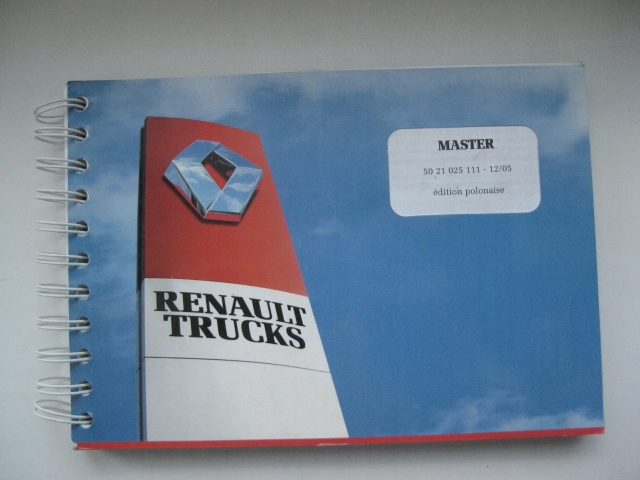 MASTER
50 21 025 111 - 12/05
édition polonaise
RENAULT
TRUCKS